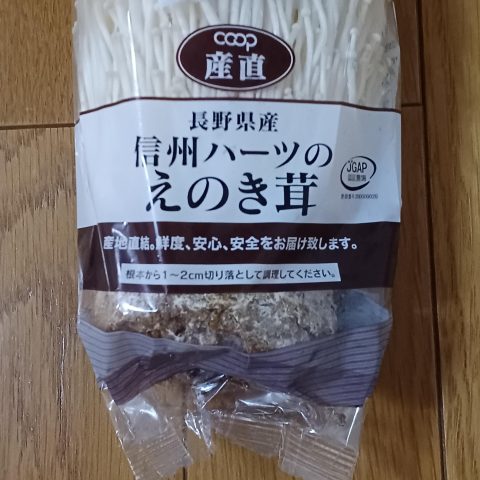 coop
産直
長野県産
信州ハーツの
えのき茸
JGAP
産地直結。鮮度、安心、安全をお届け致します。
根本から1〜2cm切り落として調理してください。